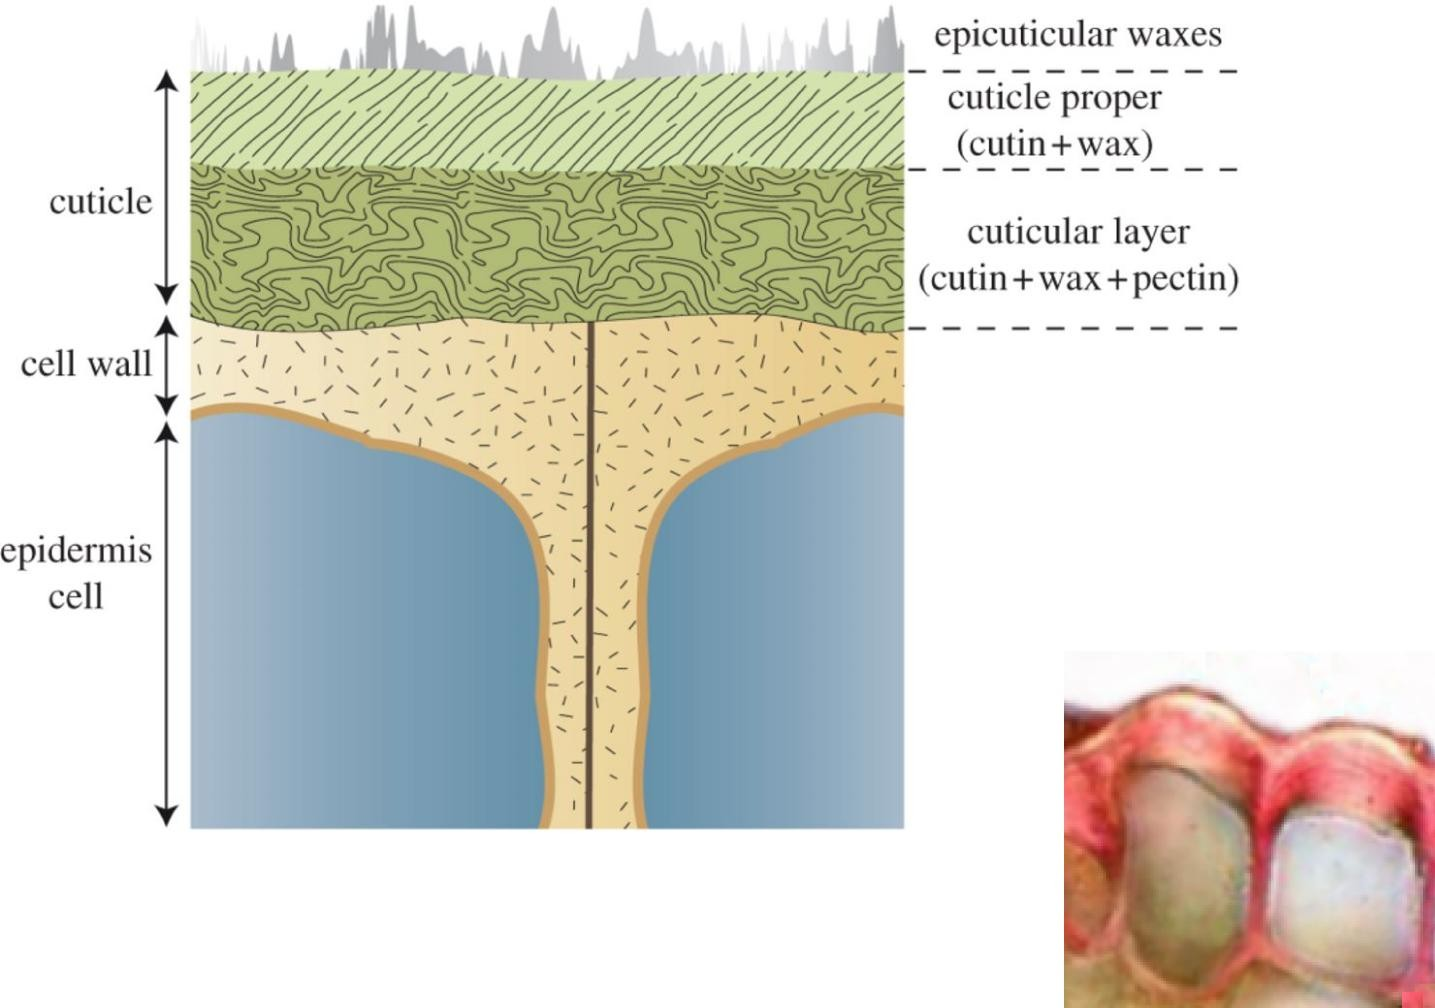 epicuticular waxes
cuticle proper
(cutin+wax)
cuticle
cuticular layer
(cutin+wax+pectin)
cell wall
epidermis
cell